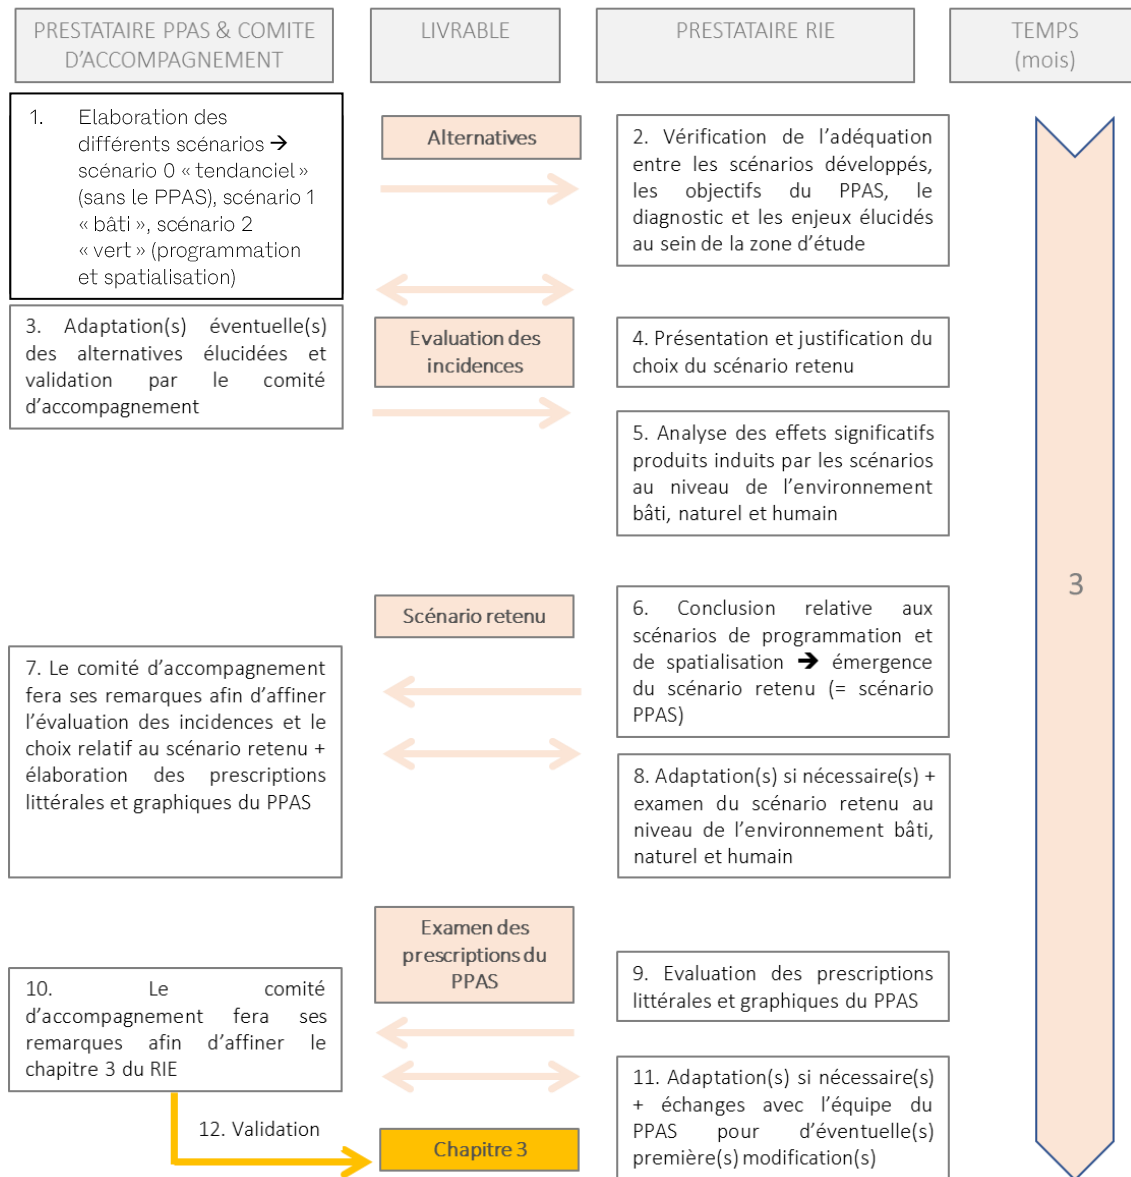 PRESTATAIRE PPAS & COMITE
D'ACCOMPAGNEMENT
LIVRABLE
PRESTATAIRE RIE
TEMPS
(mois)
1. Elaboration des
différents scénarios ➔
scénario 0 « tendanciel »
(sans le PPAS), scénario 1
« bâti », scénario 2
« vert » (programmation
et spatialisation)
Alternatives
2. Vérification de l'adéquation
entre les scénarios développés,
les objectifs du PPAS, le
diagnostic et les enjeux élucidés
au sein de la zone d'étude
3. Adaptation(s) éventuelle(s)
des alternatives élucidées et
validation par le comité
d'accompagnement
Evaluation des
incidences
4. Présentation et justification du
choix du scénario retenu
5. Analyse des effets significatifs
produits induits par les scénarios
au niveau de l'environnement
bâti, naturel et humain
3
Scénario retenu
6. Conclusion relative aux
scénarios de programmation et
de spatialisation ➔ émergence
du scénario retenu (= scénario
PPAS)
7. Le comité d'accompagnement
fera ses remarques afin d'affiner
l'évaluation des incidences et le
choix relatif au scénario retenu +
élaboration des prescriptions
littérales et graphiques du PPAS
8. Adaptation(s) si nécessaire(s) +
examen du scénario retenu au
niveau de l'environnement bâti,
naturel et humain
Examen des
prescriptions du
PPAS
9. Evaluation des prescriptions
littérales et graphiques du PPAS
10. Le comité
d'accompagnement fera ses
remarques afin d'affiner le
chapitre 3 du RIE
11. Adaptation(s) si nécessaire(s)
+ échanges avec l'équipe du
PPAS pour d'éventuelle(s)
première(s) modification(s)
12. Validation
Chapitre 3